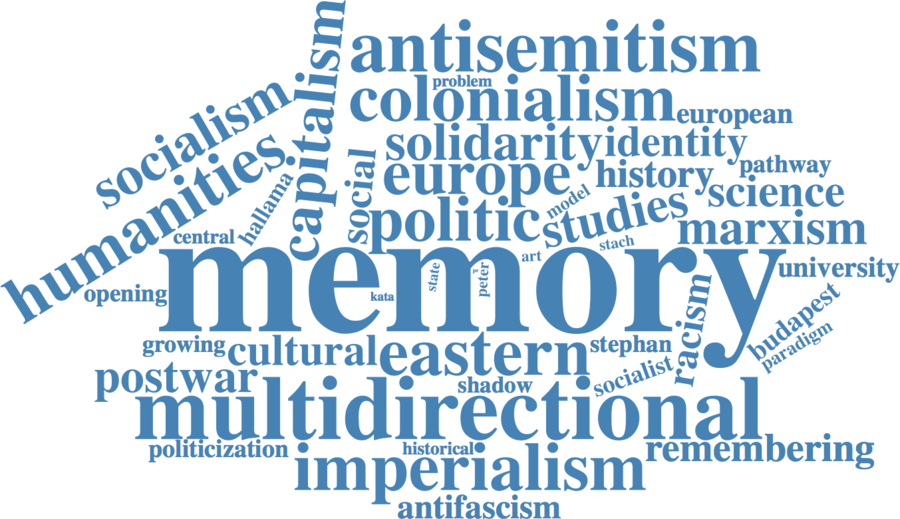 antisemitism
problem
capitalism
colonialism
european
socialism
solidarity
identity
humanities
social
europe
history
pathway
hallama
model
science
politic
studies
marxism
central
stach
art
memory
university
opening
kata
state
peter
racism
budapest
growing
cultural
eastern
stephan
paradigm
postwar
shadow
socialist
multidirectional
politicization
historical
remembering
imperialism
antifascism